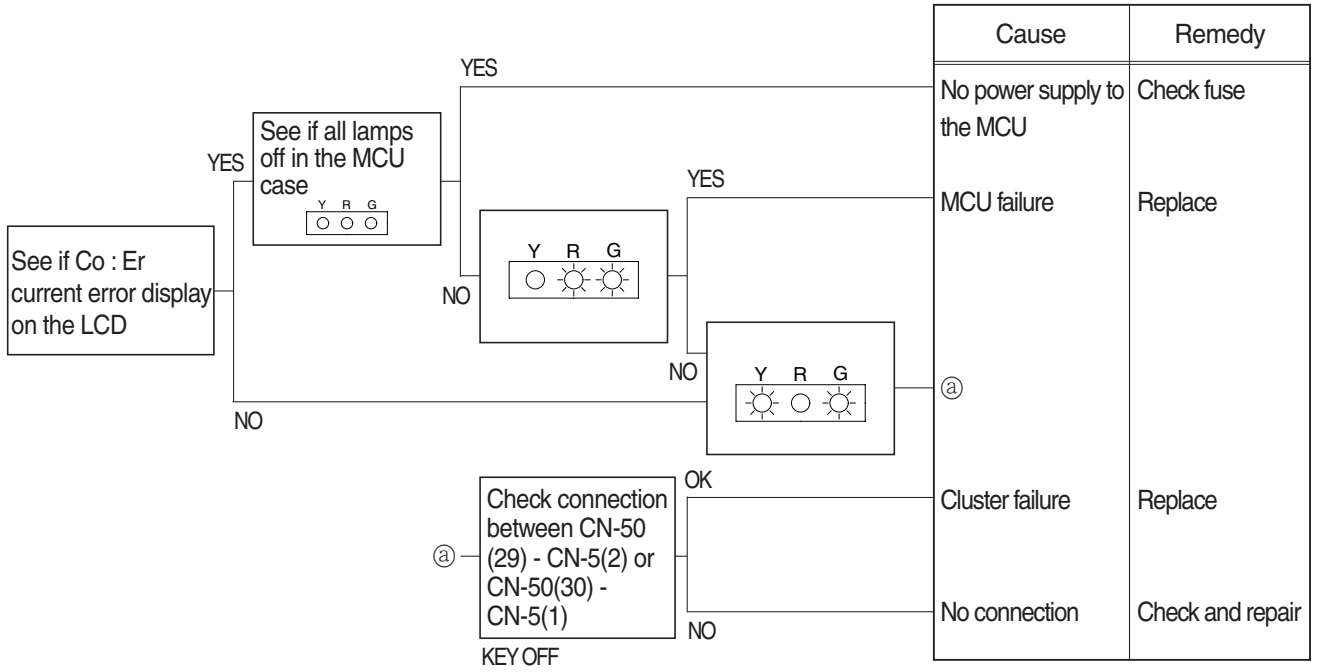 Cause
Remedy
YES
No power supply to
the MCU
Check fuse
See if all lamps
off in the MCU
case
Y R G
YES
YES
MCU failure
Replace
See if Co : Er
current error display
on the LCD
Y R G
NO
NO
Y R G
ⓐ
NO
OK
Check connection
between CN-50
(29) - CN-5(2) or
CN-50(30) -
CN-5(1)
ⓐ
Cluster failure
Replace
No connection
Check and repair
NO
KEY OFF